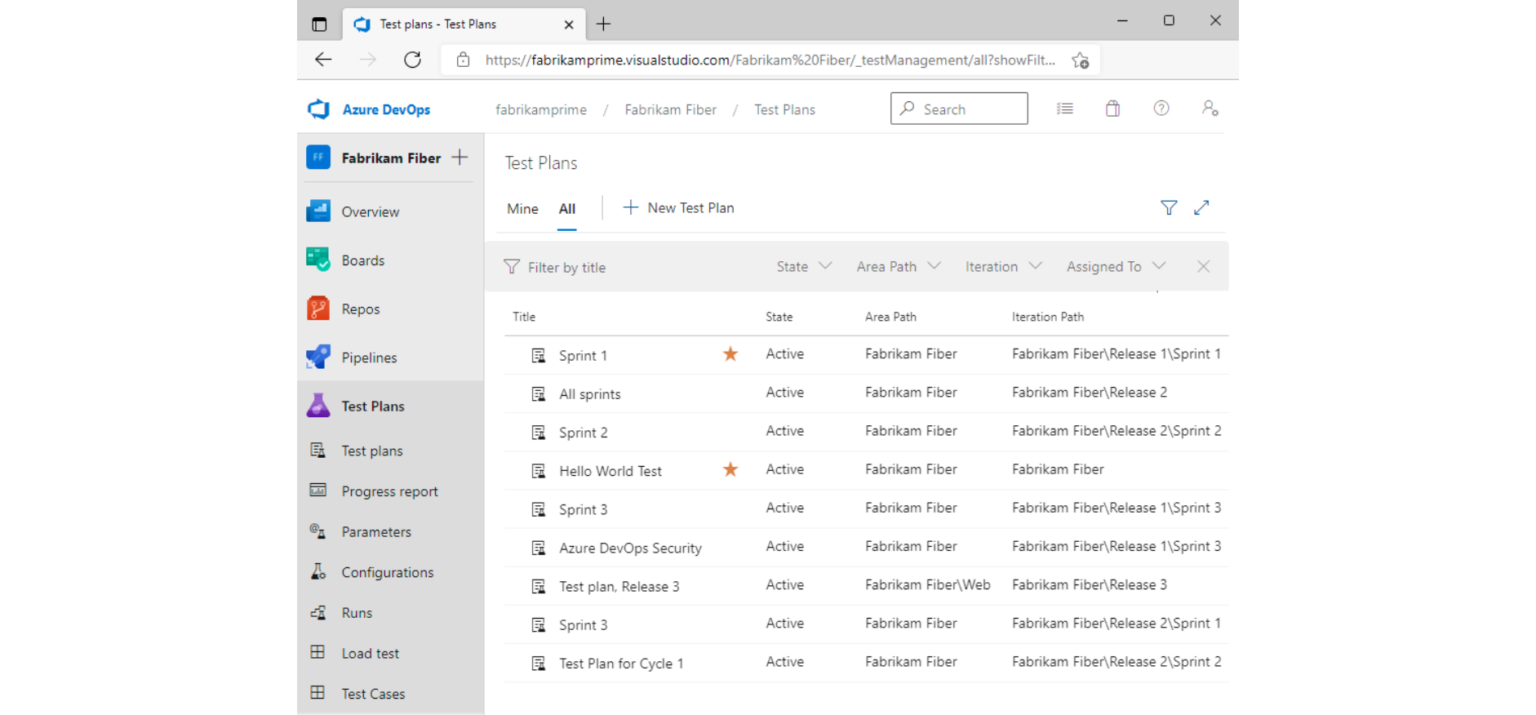 Test plans - Test Plans
https://fabrikamprime.visualstudio.com/Fabrikam%20Fiber/_testManagement/all?showFilt...
Azure DevOps fabrikamprime / Fabrikam Fiber / Test Plans Search
FF Fabrikam Fiber
Overview
Boards
Repos
Pipelines
Test Plans
Test plans
Progress report
Parameters
Configurations
Runs
Load test
Test Cases
Test Plans
Mine All New Test Plan
Filter by title State Area Path Iteration Assigned To
Title State Area Path Iteration Path
Sprint 1 Active Fabrikam Fiber Fabrikam Fiber\Release 1\Sprint 1
All sprints Active Fabrikam Fiber Fabrikam Fiber\Release 2
Sprint 2 Active Fabrikam Fiber Fabrikam Fiber\Release 2\Sprint 2
Hello World Test Active Fabrikam Fiber Fabrikam Fiber
Sprint 3 Active Fabrikam Fiber Fabrikam Fiber\Release 1\Sprint 3
Azure DevOps Security Active Fabrikam Fiber Fabrikam Fiber\Release 1\Sprint 3
Test plan, Release 3 Active Fabrikam Fiber\Web Fabrikam Fiber\Release 3
Sprint 3 Active Fabrikam Fiber Fabrikam Fiber\Release 2\Sprint 1
Test Plan for Cycle 1 Active Fabrikam Fiber Fabrikam Fiber\Release 2\Sprint 2